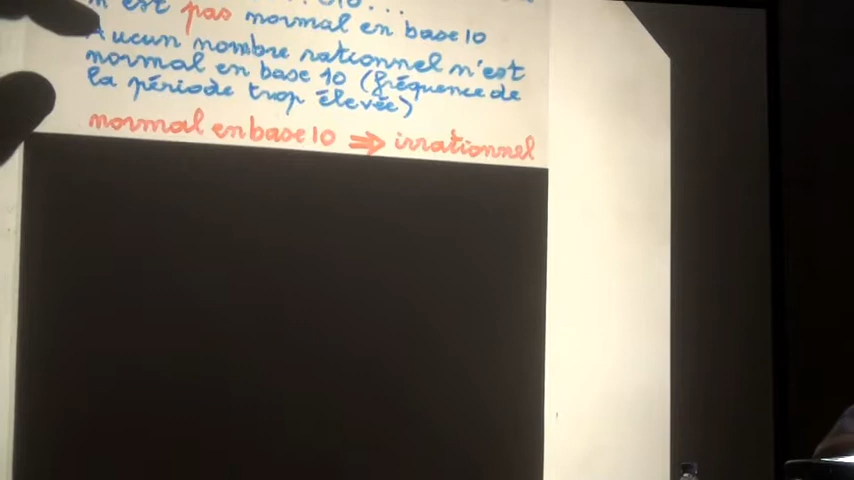 n'est pas normal en base 10
Aucun nombre rationnel n'est
normal en base 10 (fréquence de
la période trop élevée)
normal en base 10 ⇒ irrationnel